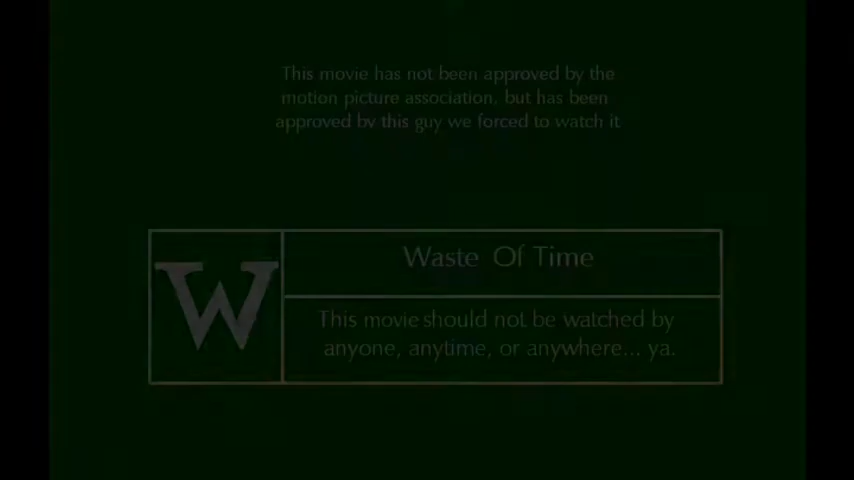 This movie has not been approved by the
motion picture association, but has been
approved by this guy we forced to watch it
W
Waste Of Time
This movie should not be watched by
anyone, anytime, or anywhere... ya.